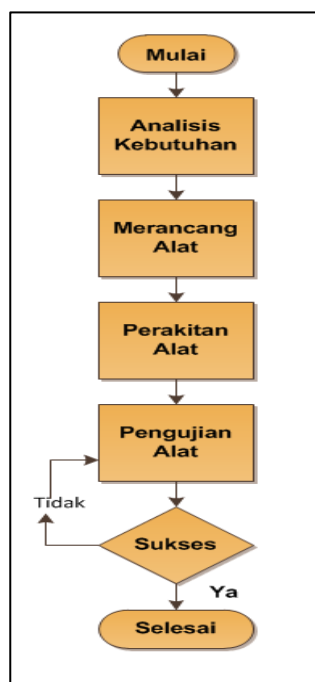 Mulai
Analisis
Kebutuhan
Merancang
Alat
Perakitan
Alat
Pengujian
Alat
Tidak
Sukses
Ya
Selesai